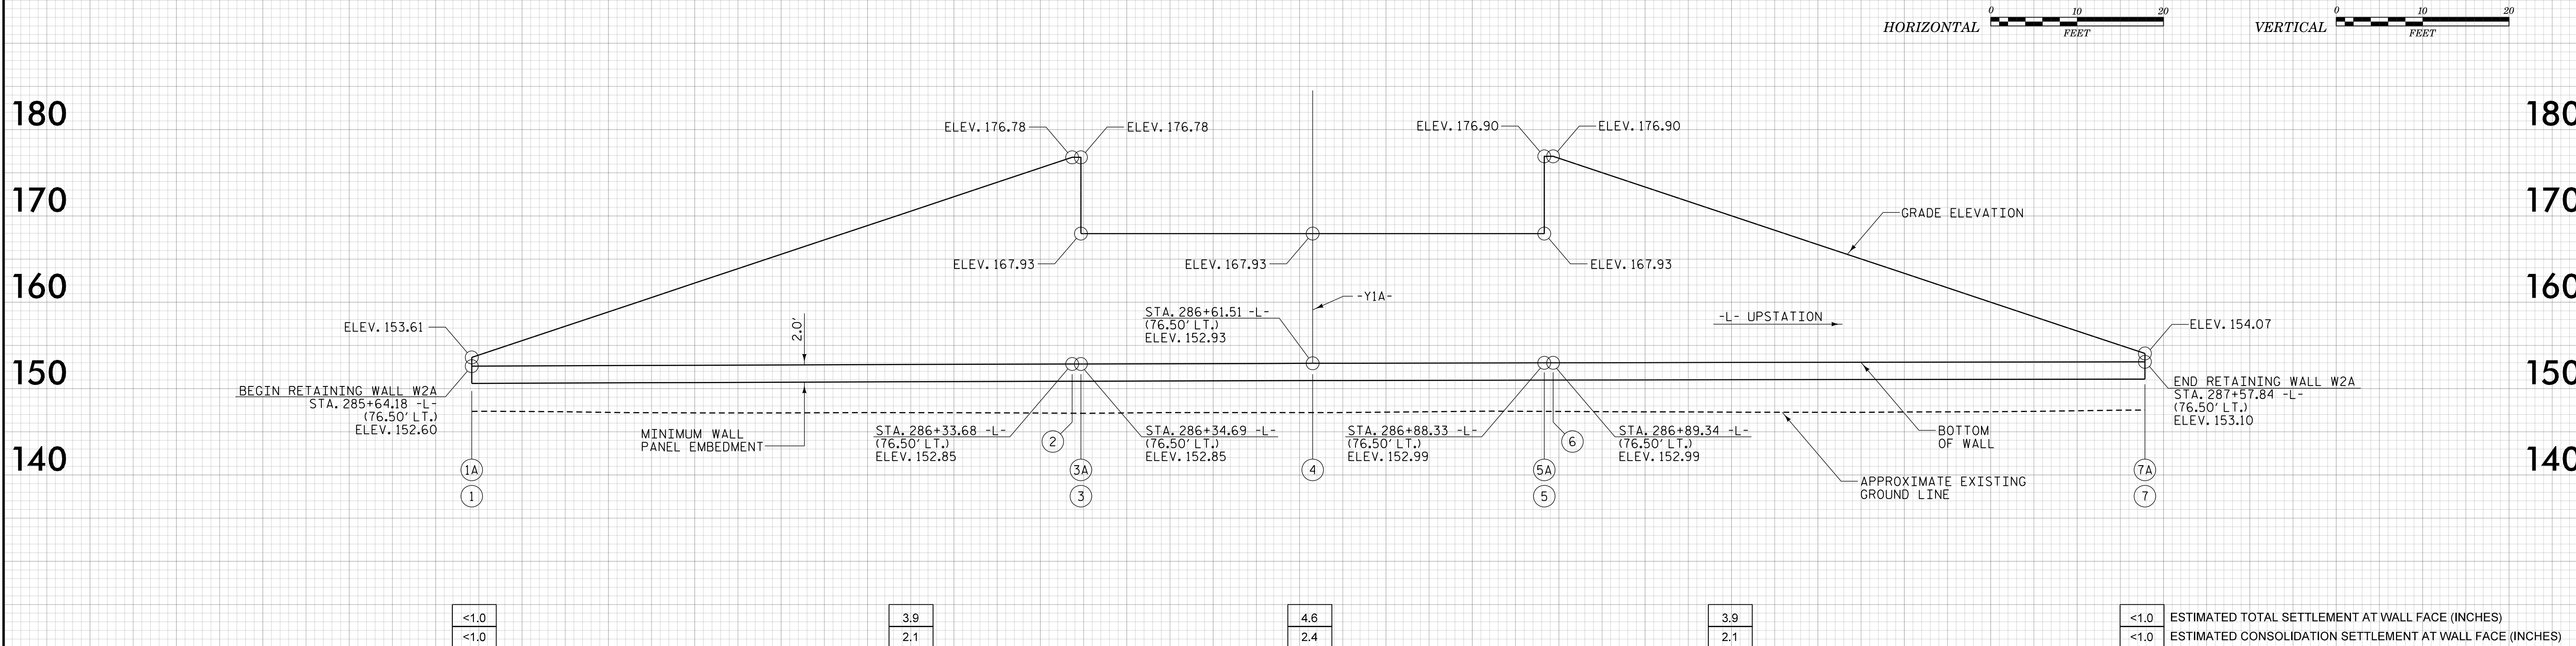 0 10 20
HORIZONTAL
FEET
0 10 20
VERTICAL
FEET
180
180
ELEV. 176.78
ELEV. 176.78
ELEV. 176.90
ELEV. 176.90
170
170
GRADE ELEVATION
ELEV. 167.93
ELEV. 167.93
ELEV. 167.93
160
160
-Y1A-
STA. 286+61.51 -L-
(76.50' LT.)
ELEV. 152.93
-L- UPSTATION
ELEV. 153.61
2.0'
ELEV. 154.07
150
150
BEGIN RETAINING WALL W2A
STA. 285+64.18 -L-
(76.50' LT.)
ELEV. 152.60
END RETAINING WALL W2A
STA. 287+57.84 -L-
(76.50' LT.)
ELEV. 153.10
MINIMUM WALL
PANEL EMBEDMENT
STA. 286+33.68 -L-
(76.50' LT.)
ELEV. 152.85
2
STA. 286+34.69 -L-
(76.50' LT.)
ELEV. 152.85
STA. 286+88.33 -L-
(76.50' LT.)
ELEV. 152.99
6
STA. 286+89.34 -L-
(76.50' LT.)
ELEV. 152.99
BOTTOM
OF WALL
140
140
1A
3A
4
5A
7A
APPROXIMATE EXISTING
GROUND LINE
1
3
5
7
<1.0
3.9
4.6
3.9
<1.0
ESTIMATED TOTAL SETTLEMENT AT WALL FACE (INCHES)
<1.0
2.1
2.4
2.1
<1.0
ESTIMATED CONSOLIDATION SETTLEMENT AT WALL FACE (INCHES)